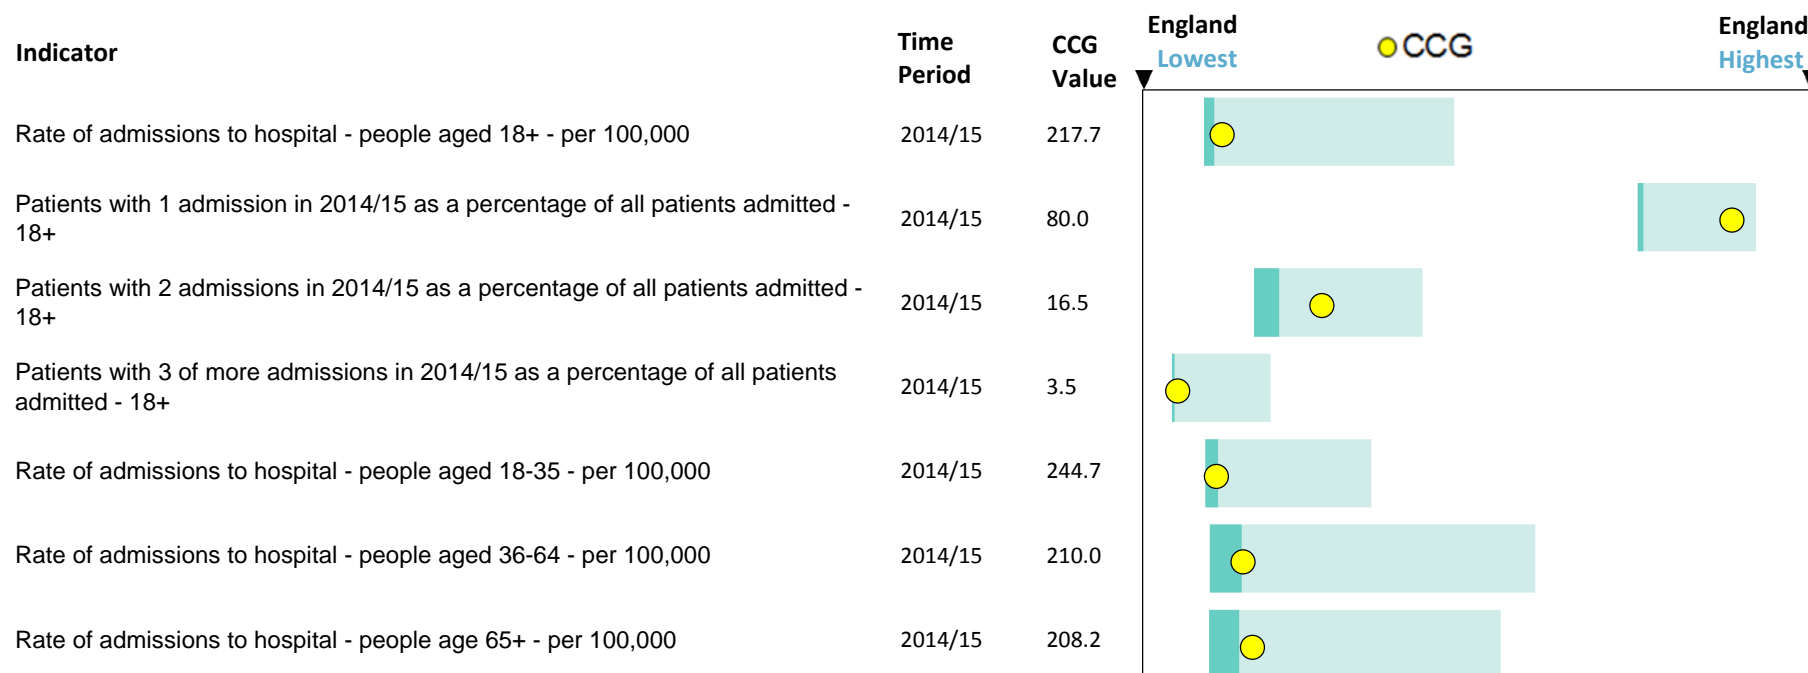 Indicator
Time Period
CCG Value
England Lowest
CCG
England Highest
Rate of admissions to hospital - people aged 18+ - per 100,000 2014/15 217.7
Patients with 1 admission in 2014/15 as a percentage of all patients admitted -
18+
2014/15 80.0
Patients with 2 admissions in 2014/15 as a percentage of all patients admitted -
18+
2014/15 16.5
Patients with 3 of more admissions in 2014/15 as a percentage of all patients
admitted - 18+
2014/15 3.5
Rate of admissions to hospital - people aged 18-35 - per 100,000 2014/15 244.7
Rate of admissions to hospital - people aged 36-64 - per 100,000 2014/15 210.0
Rate of admissions to hospital - people age 65+ - per 100,000 2014/15 208.2